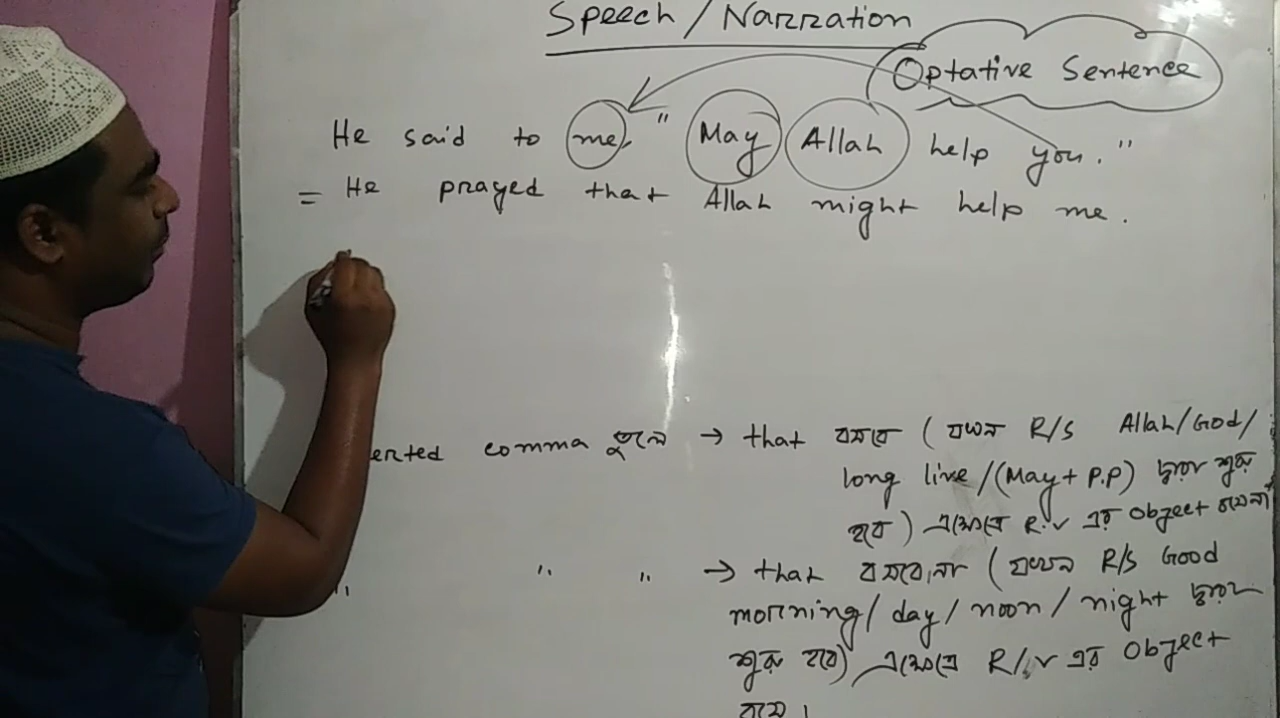 Speech / Narration
Optative Sentence
He said to me, " May Allah help you. "
= He prayed that Allah might help me.
erted comma তুলে → that বসবে ( যখন R/S Allah/God/
long live /(May + P.P) দ্বারা শুরু
হবে ) এক্ষেত্রে R.V এর Object বসেনা
" " " → that বসবেনা ( যখন R/S Good
morning/ day / noon / night দ্বারা
শুরু হবে) এক্ষেত্রে R/V এর Object
বসে ।